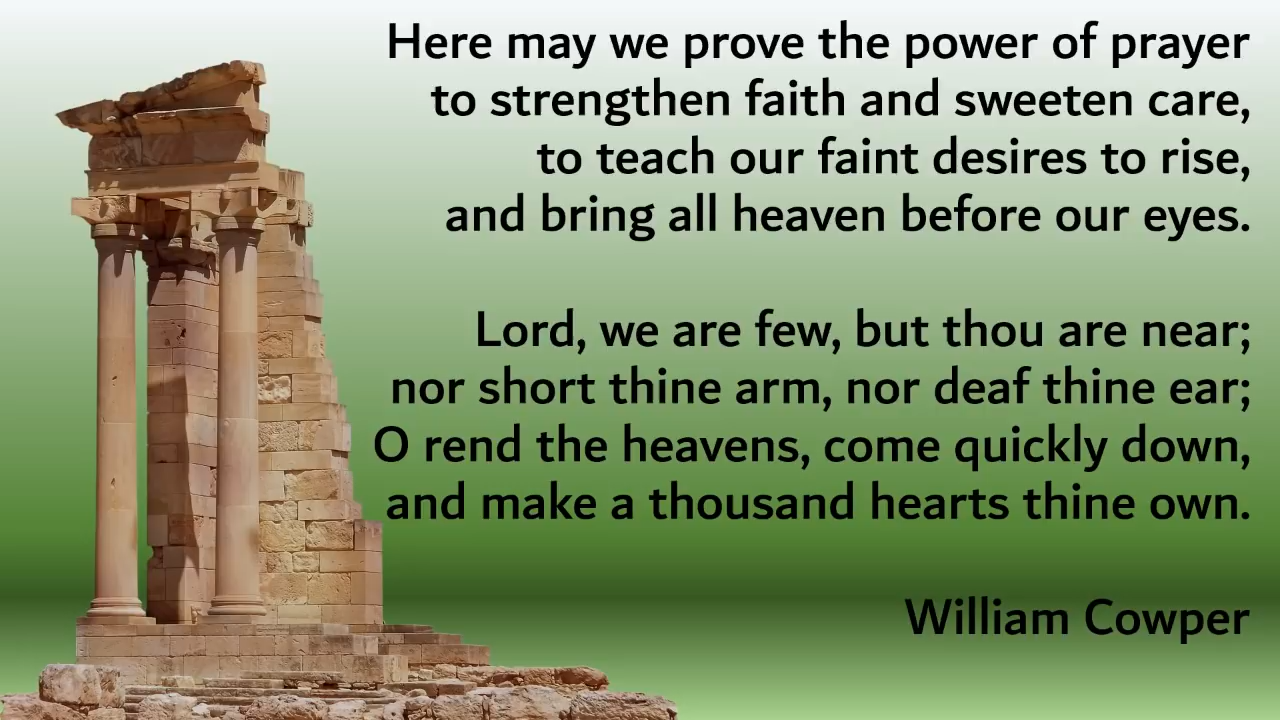 Here may we prove the power of prayer
to strengthen faith and sweeten care,
to teach our faint desires to rise,
and bring all heaven before our eyes.
Lord, we are few, but thou are near;
nor short thine arm, nor deaf thine ear;
O rend the heavens, come quickly down,
and make a thousand hearts thine own.
William Cowper